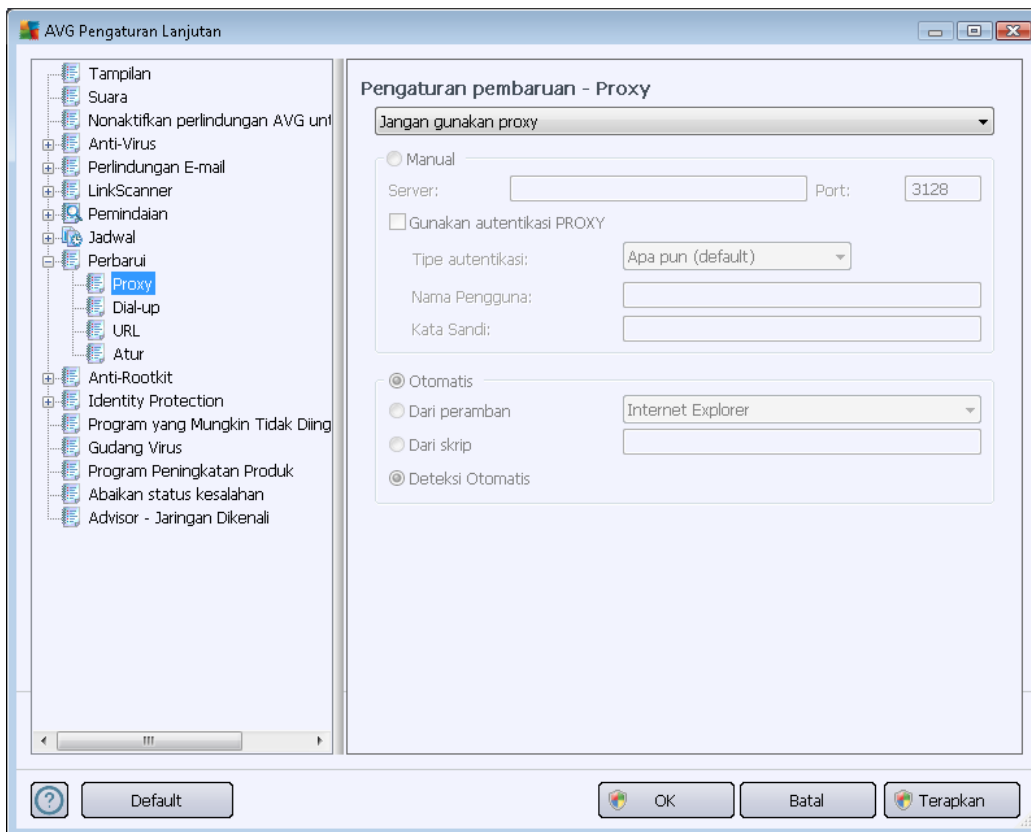 AVG Pengaturan Lanjutan
Tampilan
Suara
Nonaktifkan perlindungan AVG unt
Anti-Virus
Perlindungan E-mail
LinkScanner
Pemindaian
Jadwal
Perbarui
Proxy
Dial-up
URL
Atur
Anti-Rootkit
Identity Protection
Program yang Mungkin Tidak Diing
Gudang Virus
Program Peningkatan Produk
Abaikan status kesalahan
Advisor - Jaringan Dikenali
Pengaturan pembaruan - Proxy
Jangan gunakan proxy
Manual
Server: Port: 3128
Gunakan autentikasi PROXY
Tipe autentikasi: Apa pun (default)
Nama Pengguna:
Kata Sandi:
Otomatis
Dari peramban Internet Explorer
Dari skrip
Deteksi Otomatis
? Default OK Batal Terapkan